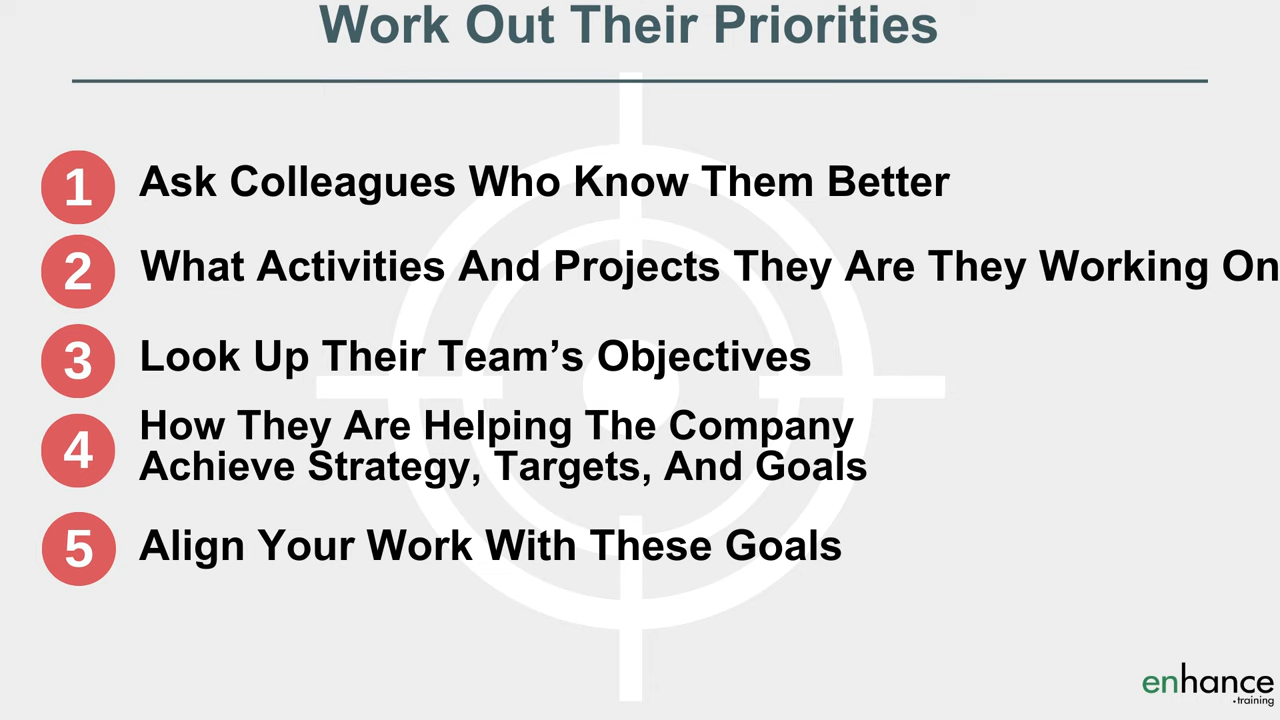 Work Out Their Priorities
1 Ask Colleagues Who Know Them Better
2 What Activities And Projects They Are They Working On
3 Look Up Their Team’s Objectives
4 How They Are Helping The Company
Achieve Strategy, Targets, And Goals
5 Align Your Work With These Goals
enhance
.training